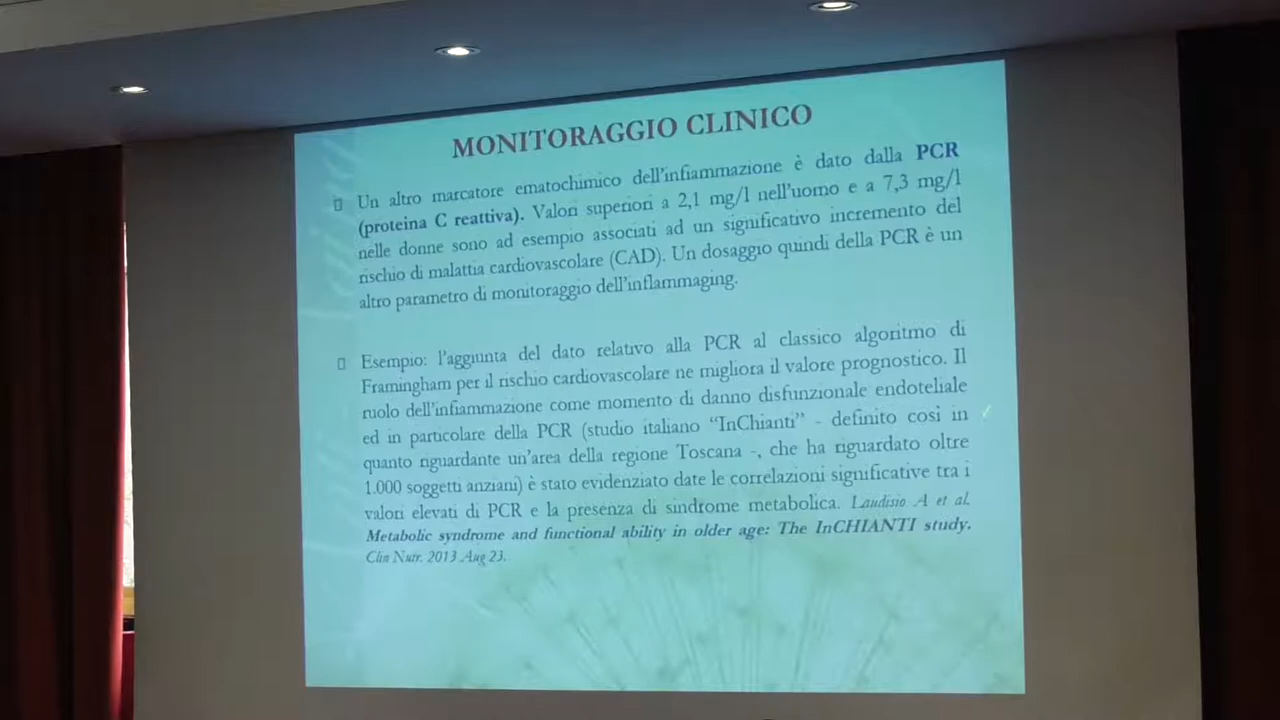 MONITORAGGIO CLINICO
Un altro marcatore ematochimico dell'infiammazione è dato dalla PCR
(proteina C reattiva). Valori superiori a 2,1 mg/l nell'uomo e a 7,3 mg/l
nelle donne sono ad esempio associati ad un significativo incremento del
rischio di malattia cardiovascolare (CAD). Un dosaggio quindi della PCR è un
altro parametro di monitoraggio dell'inflammaging.
Esempio: l'aggiunta del dato relativo alla PCR al classico algoritmo di
Framingham per il rischio cardiovascolare ne migliora il valore prognostico. Il
ruolo dell'infiammazione come momento di danno disfunzionale endoteliale
ed in particolare della PCR (studio italiano "InChianti" - definito così in
quanto riguardante un'area della regione Toscana -, che ha riguardato oltre
1.000 soggetti anziani) è stato evidenziato date le correlazioni significative tra i
valori elevati di PCR e la presenza di sindrome metabolica. Laudisio A et al.
Metabolic syndrome and functional ability in older age: The InCHIANTI study.
Clin Nutr. 2013 Aug 23.